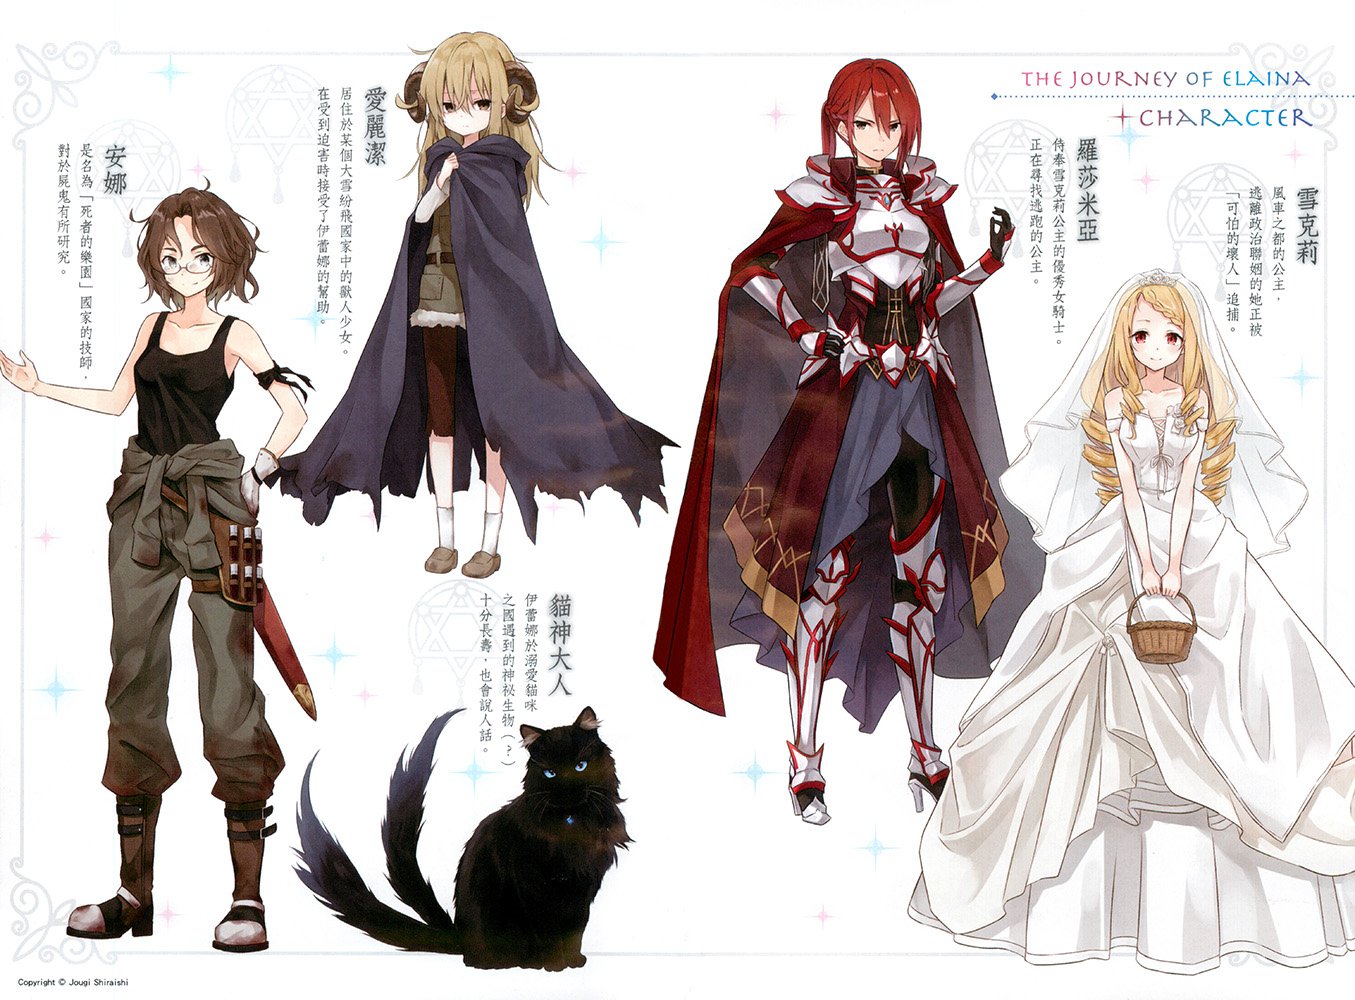 THE JOURNEY OF ELAINA
CHARACTER
雪克莉
風車之都的公主，
逃離政治聯姻的她正被
「可怕的壞人」追捕。
羅莎米亞
侍奉雪克莉公主的優秀女騎士。
正在尋找逃跑的公主。
愛麗潔
居住於某個大雪紛飛國家中的獸人少女。
在受到迫害時接受了伊蕾娜的幫助。
安娜
是名為「死者的樂園」國家的技師，
對於屍鬼有所研究。
貓神大人
伊蕾娜於溺愛貓咪
之國遇到的神祕生物（？）
十分長壽，也會說人話。
Copyright © Jougi Shiraishi